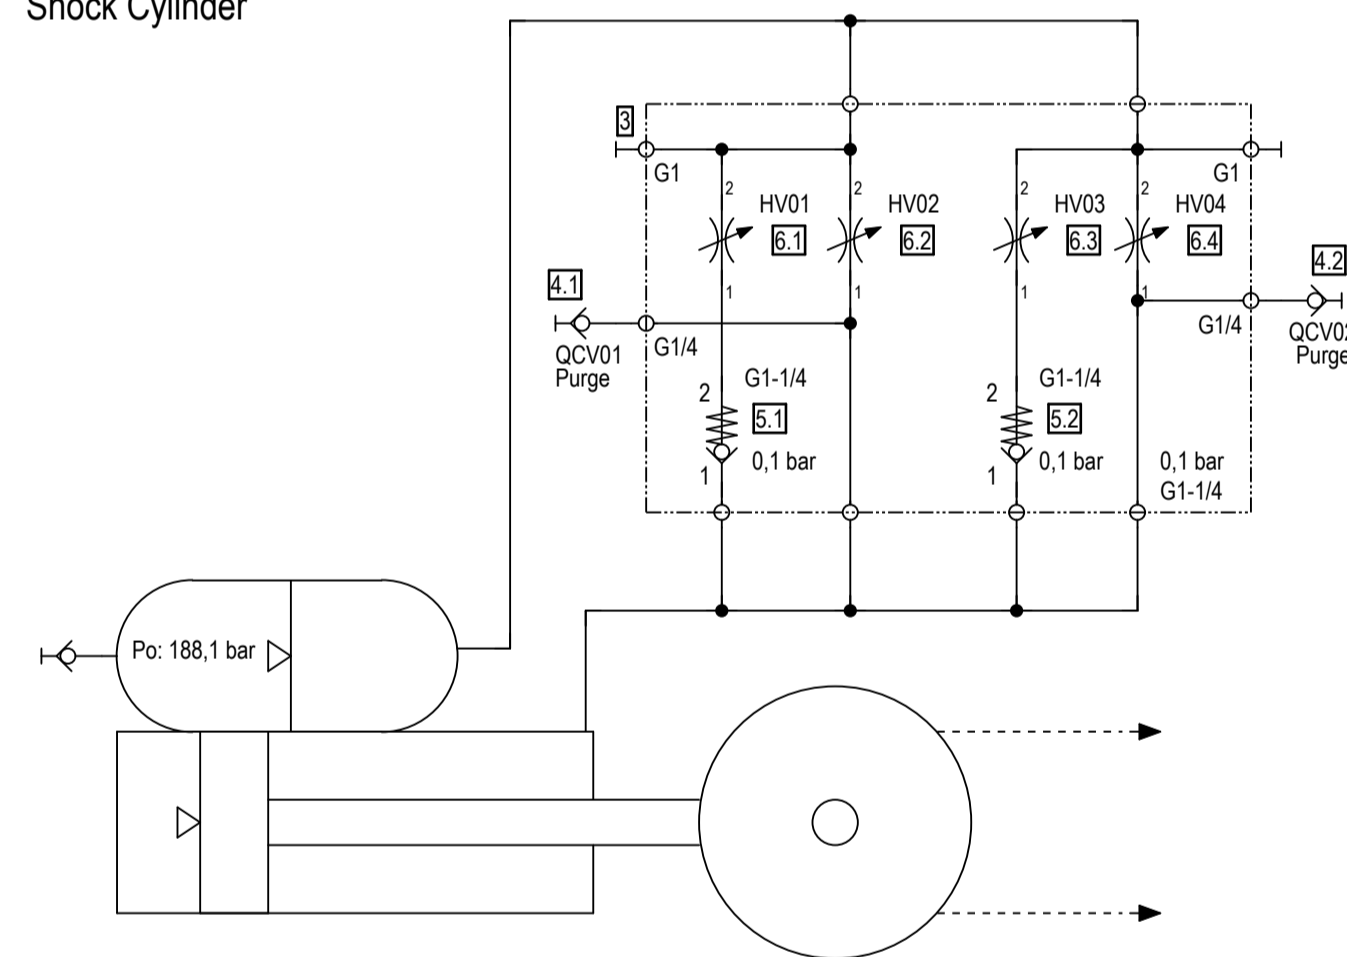 Shock Cylinder
3
G1
G1
2
2
2
2
HV01
HV02
HV03
HV04
6.1
6.2
6.3
6.4
4.1
4.2
1
1
1
1
G1/4
G1/4
QCV01
Purge
QCV02
Purge
G1-1/4
G1-1/4
2
2
5.1
5.2
0,1 bar
0,1 bar
0,1 bar
G1-1/4
1
1
Po: 188,1 bar